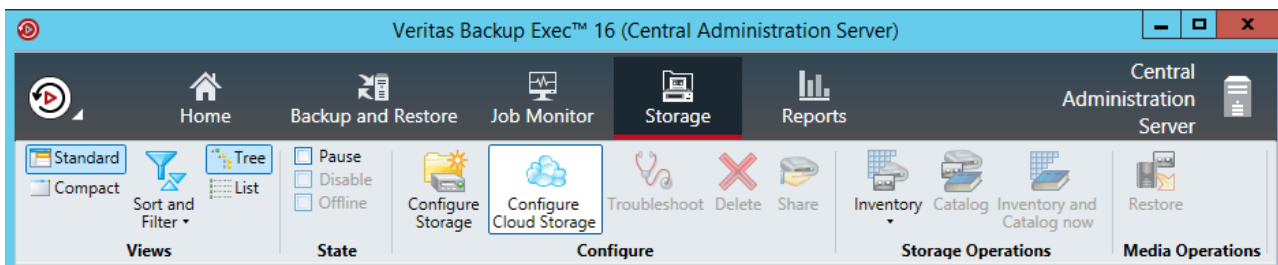 Veritas Backup Exec™ 16 (Central Administration Server)
Home
Backup and Restore
Job Monitor
Storage
Reports
Central
Administration
Server
Standard
Compact
Sort and
Filter
Tree
List
Views
Pause
Disable
Offline
State
Configure
Storage
Configure
Cloud Storage
Troubleshoot
Delete
Share
Configure
Inventory
Catalog
Inventory and
Catalog now
Storage Operations
Restore
Media Operations